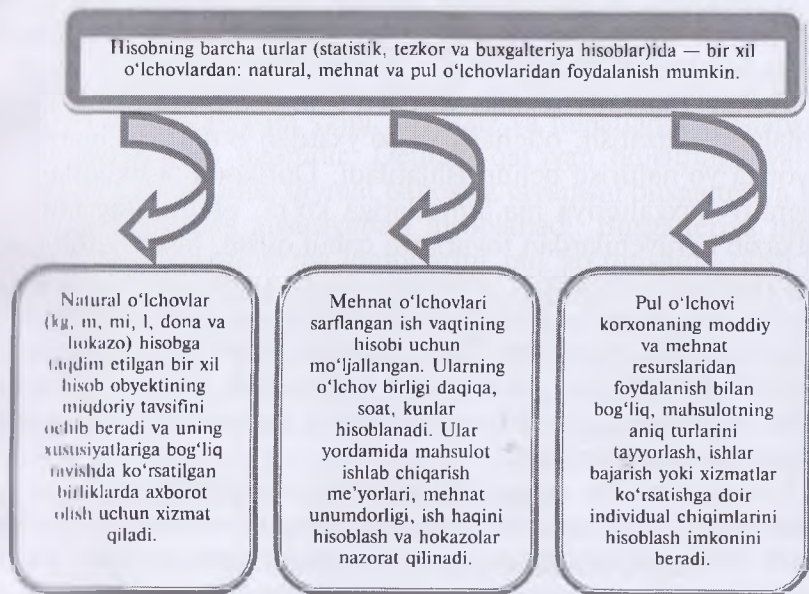 Hisobning barcha turlar (statistik, tezkor va buxgalteriya hisoblar)ida — bir xil
o‘lchovlardan: natural, mehnat va pul o‘lchovlaridan foydalanish mumkin.
Natural o‘lchovlar
(kg, m, mi, l, dona va
hokazo) hisobga
taqdim etilgan bir xil
hisob obyektining
miqdoriy tavsifini
ochib beradi va uning
xususiyatlariga bog‘liq
ravishda ko‘rsatilgan
birliklarda axborot
olish uchun xizmat
qiladi.
Mehnat o‘lchovlari
sarflangan ish vaqtining
hisobi uchun
mo‘ljallangan. Ularning
o‘lchov birligi daqiqa,
soat, kunlar
hisoblanadi. Ular
yordamida mahsulot
ishlab chiqarish
me’yorlari, mehnat
unumdorligi, ish haqini
hisoblash va hokazolar
nazorat qilinadi.
Pul o‘lchovi
korxonaning moddiy
va mehnat
resurslaridan
foydalanish bilan
bog‘liq, mahsulotning
aniq turlarini
tayyorlash, ishlar
bajarish yoki xizmatlar
ko‘rsatishga doir
individual chiqimlarini
hisoblash imkonini
beradi.